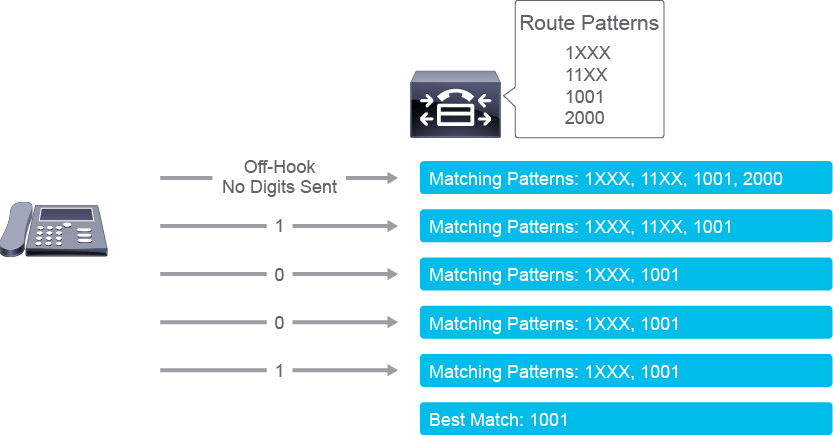 Route Patterns
1XXX
11XX
1001
2000
Off-Hook
No Digits Sent
Matching Patterns: 1XXX, 11XX, 1001, 2000
1
Matching Patterns: 1XXX, 11XX, 1001
0
Matching Patterns: 1XXX, 1001
0
Matching Patterns: 1XXX, 1001
1
Matching Patterns: 1XXX, 1001
Best Match: 1001